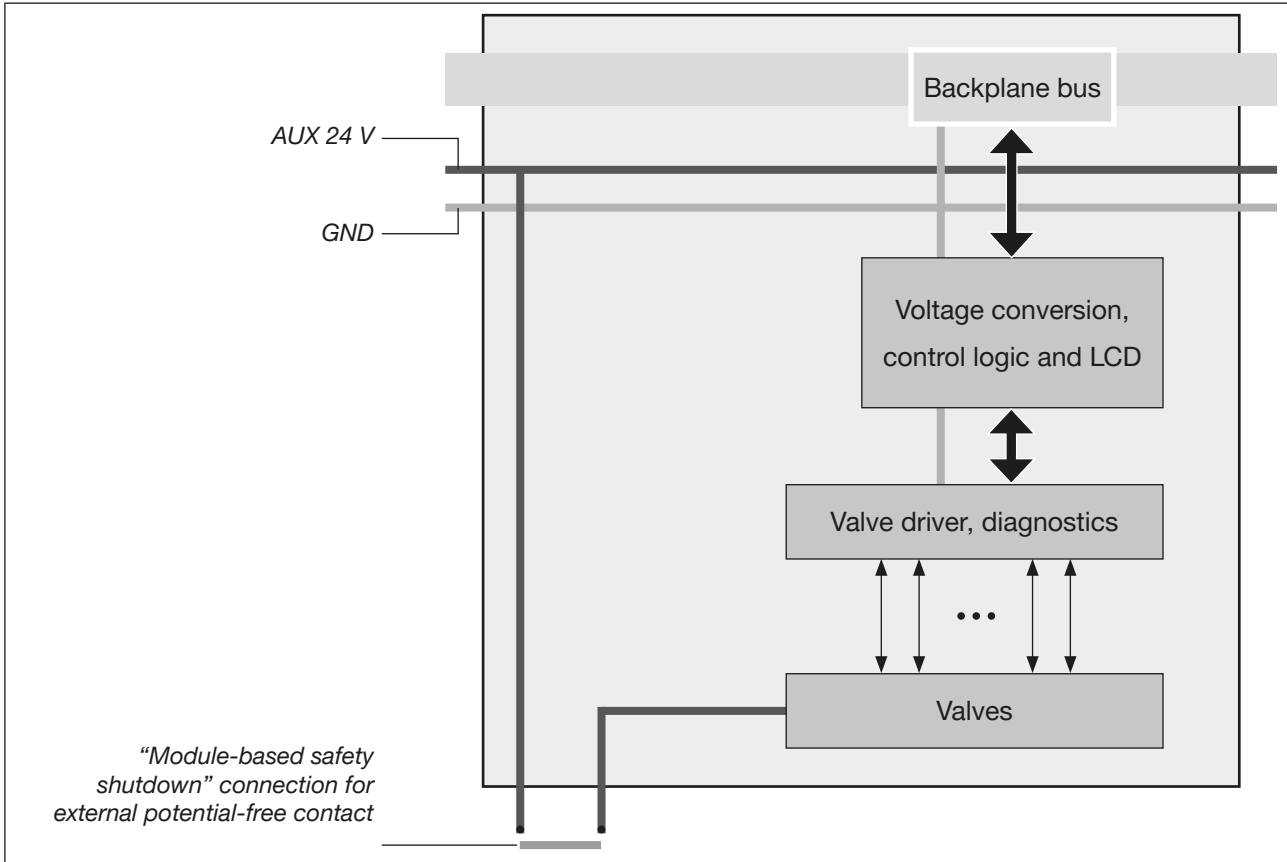 Backplane bus
AUX 24 V
GND
Voltage conversion,
control logic and LCD
Valve driver, diagnostics
Valves
“Module-based safety
shutdown” connection for
external potential-free contact